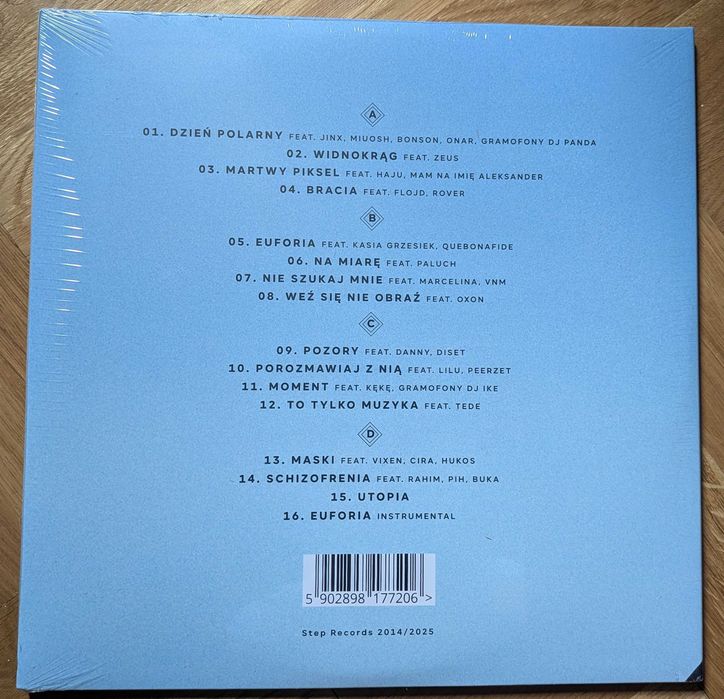 A
01. DZIEŃ POLARNY FEAT. JINX, MIUOSH, BONSON, ONAR, GRAMOFONY DJ PANDA
02. WIDNOKRĄG FEAT. ZEUS
03. MARTWY PIKSEL FEAT. HAJU, MAM NA IMIĘ ALEKSANDER
04. BRACIA FEAT. FLOJD, ROVER
B
05. EUFORIA FEAT. KASIA GRZESIEK, QUEBONAFIDE
06. NA MIARĘ FEAT. PALUCH
07. NIE SZUKAJ MNIE FEAT. MARCELINA, VNM
08. WEŹ SIĘ NIE OBRAŹ FEAT. OXON
C
09. POZORY FEAT. DANNY, DISET
10. POROZMAWIAJ Z NIĄ FEAT. LILU, PEERZET
11. MOMENT FEAT. KĘKĘ, GRAMOFONY DJ IKE
12. TO TYLKO MUZYKA FEAT. TEDE
D
13. MASKI FEAT. VIXEN, CIRA, HUKOS
14. SCHIZOFRENIA FEAT. RAHIM, PIH, BUKA
15. UTOPIA
16. EUFORIA INSTRUMENTAL
5 902898 177206 >
Step Records 2014/2025